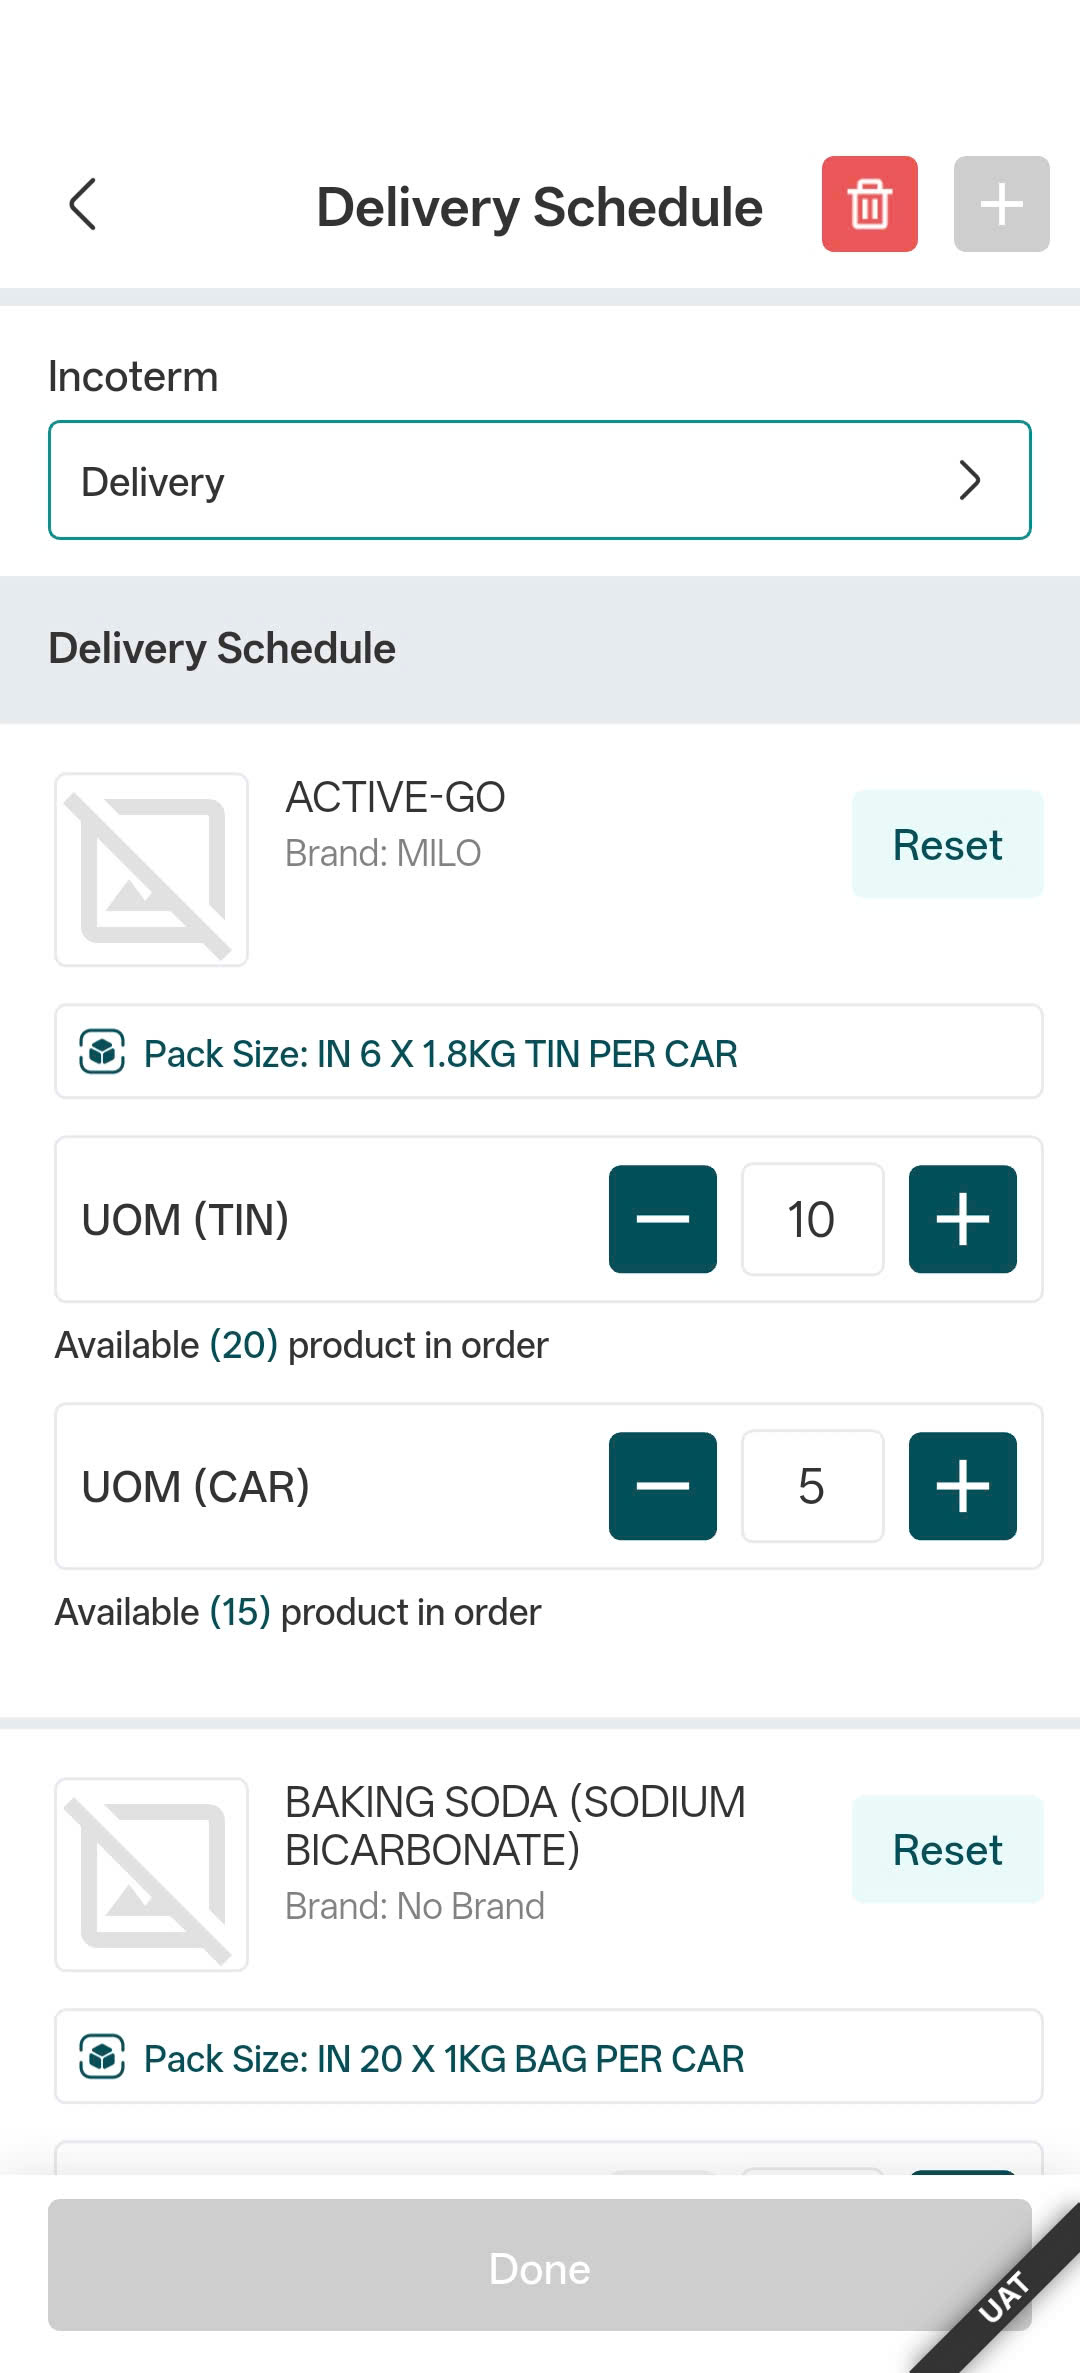 Delivery Schedule
Incoterm
Delivery
Delivery Schedule
ACTIVE-GO
Brand: MILO
Reset
Pack Size: IN 6 X 1.8KG TIN PER CAR
UOM (TIN)
10
Available (20) product in order
UOM (CAR)
5
Available (15) product in order
BAKING SODA (SODIUM
BICARBONATE)
Brand: No Brand
Reset
Pack Size: IN 20 X 1KG BAG PER CAR
Done
UAT